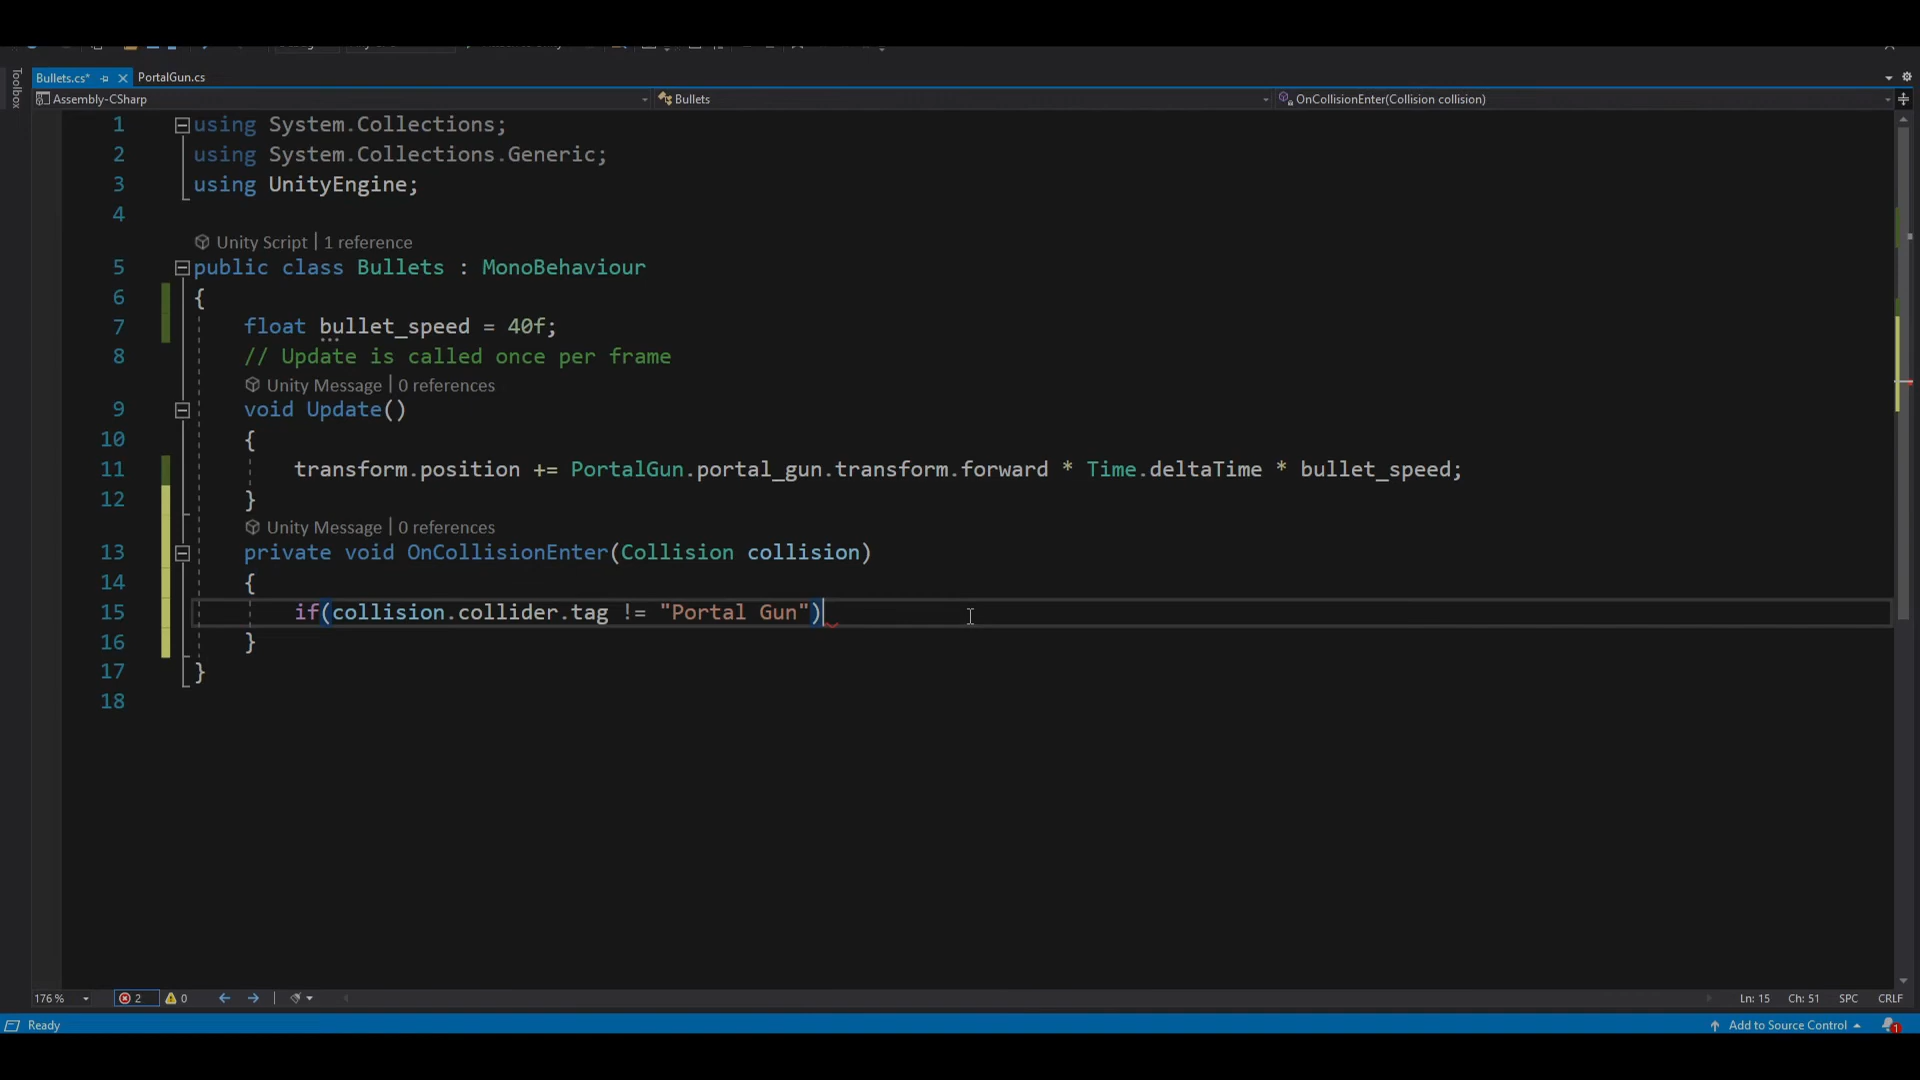 Toolbox
Bullets.cs*
PortalGun.cs
Assembly-CSharp
Bullets
OnCollisionEnter(Collision collision)
1 using System.Collections;
2 using System.Collections.Generic;
3 using UnityEngine;
4
Unity Script | 1 reference
5 public class Bullets : MonoBehaviour
6 {
7 float bullet_speed = 40f;
8 // Update is called once per frame
Unity Message | 0 references
9 void Update()
10 {
11 transform.position += PortalGun.portal_gun.transform.forward * Time.deltaTime * bullet_speed;
12 }
Unity Message | 0 references
13 private void OnCollisionEnter(Collision collision)
14 {
15 if(collision.collider.tag != "Portal Gun")
16 }
17 }
18
176 %
2
0
Ln: 15
Ch: 51
SPC
CRLF
Ready
Add to Source Control
1